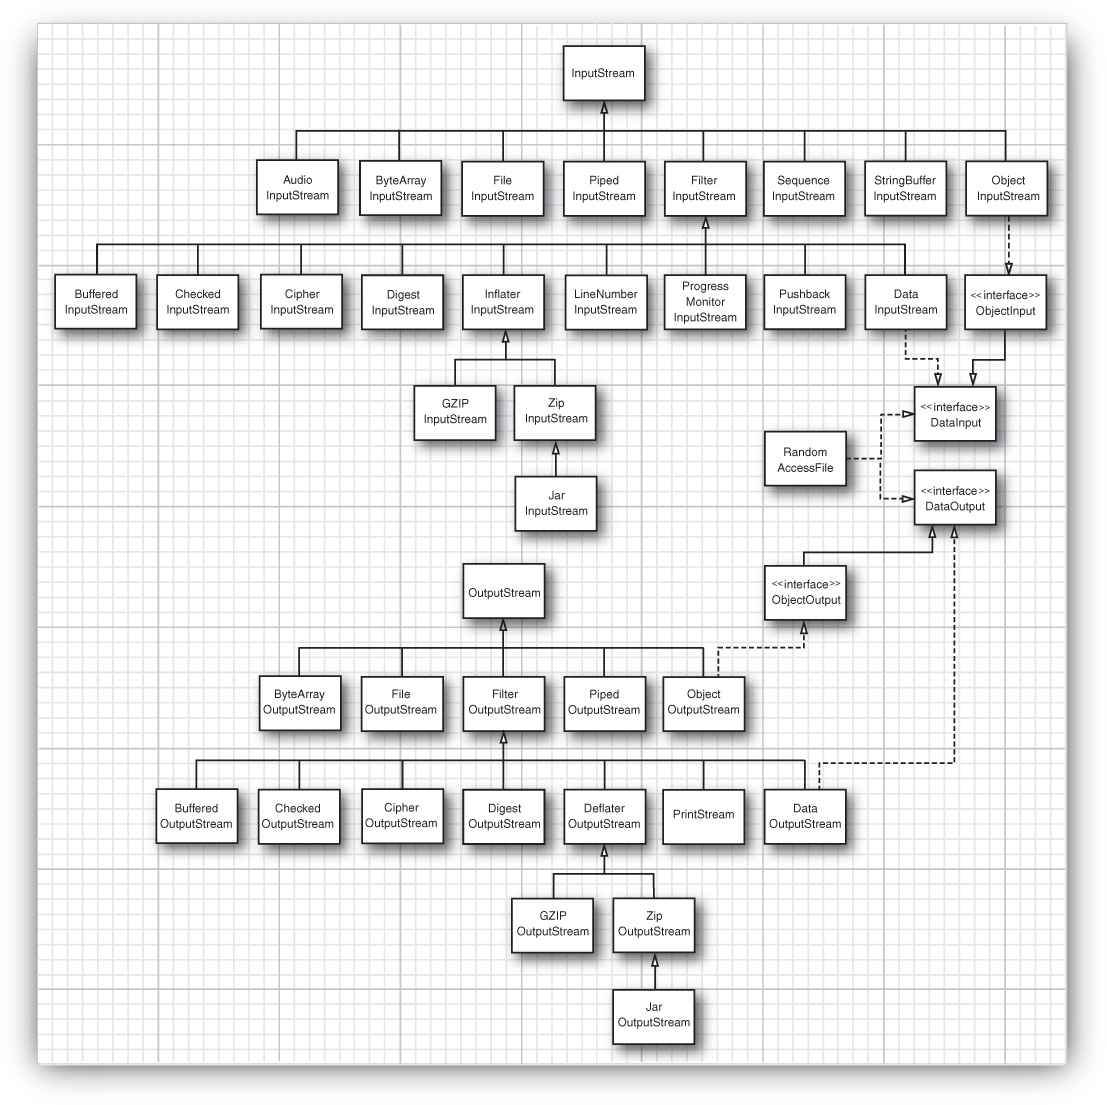 InputStream
Audio
InputStream
ByteArray
InputStream
File
InputStream
Piped
InputStream
Filter
InputStream
Sequence
InputStream
StringBuffer
InputStream
Object
InputStream
Buffered
InputStream
Checked
InputStream
Cipher
InputStream
Digest
InputStream
Inflater
InputStream
LineNumber
InputStream
Progress
Monitor
InputStream
Pushback
InputStream
Data
InputStream
<<interface>>
ObjectInput
GZIP
InputStream
Zip
InputStream
<<interface>>
DataInput
Random
AccessFile
Jar
InputStream
<<interface>>
DataOutput
OutputStream
<<interface>>
ObjectOutput
ByteArray
OutputStream
File
OutputStream
Filter
OutputStream
Piped
OutputStream
Object
OutputStream
Buffered
OutputStream
Checked
OutputStream
Cipher
OutputStream
Digest
OutputStream
Deflater
OutputStream
PrintStream
Data
OutputStream
GZIP
OutputStream
Zip
OutputStream
Jar
OutputStream